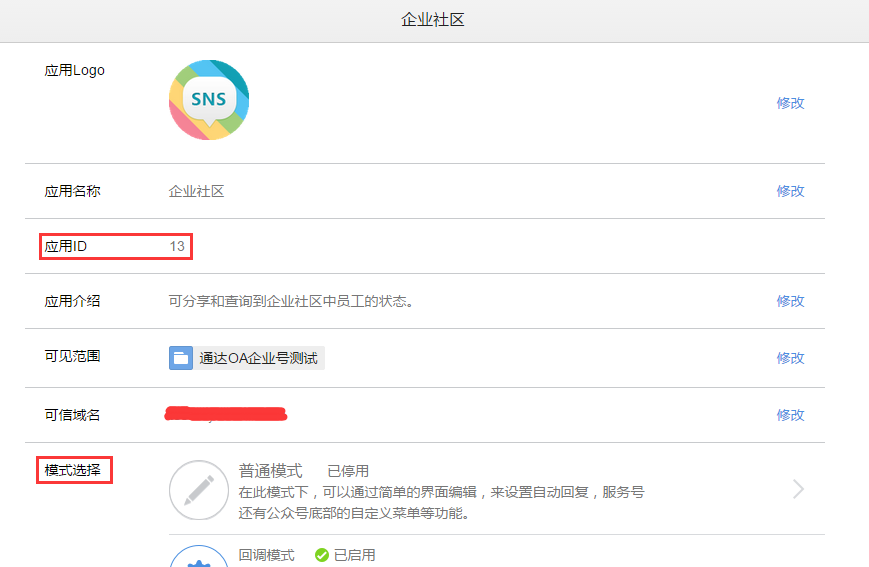 企业社区
应用Logo
SNS
修改
应用名称 企业社区 修改
应用ID 13
应用介绍 可分享和查询到企业社区中员工的状态。 修改
可见范围 通达OA企业号测试 修改
可信域名 修改
模式选择 普通模式 已停用
在此模式下，可以通过简单的界面编辑，来设置自动回复，服务号
还有公众号底部的自定义菜单等功能。
回调模式 已启用